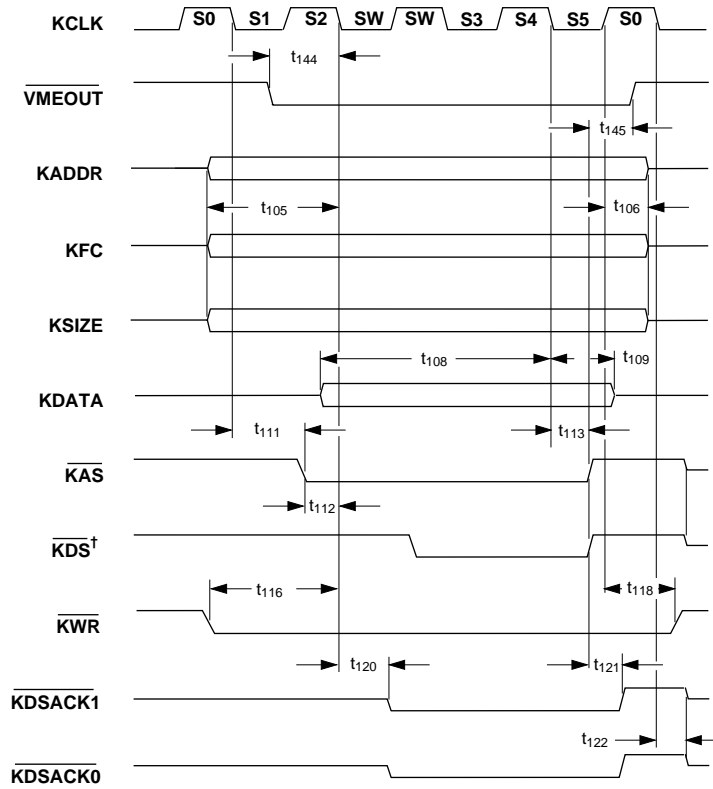 KCLK S0 S1 S2 SW SW S3 S4 S5 S0
t144
VMEOUT
t145
KADDR
t105 t106
KFC
KSIZE
t108 t109
KDATA
t111 t113
KAS
t112
KDS†
t116 t118
KWR
t120 t121
KDSACK1
t122
KDSACK0